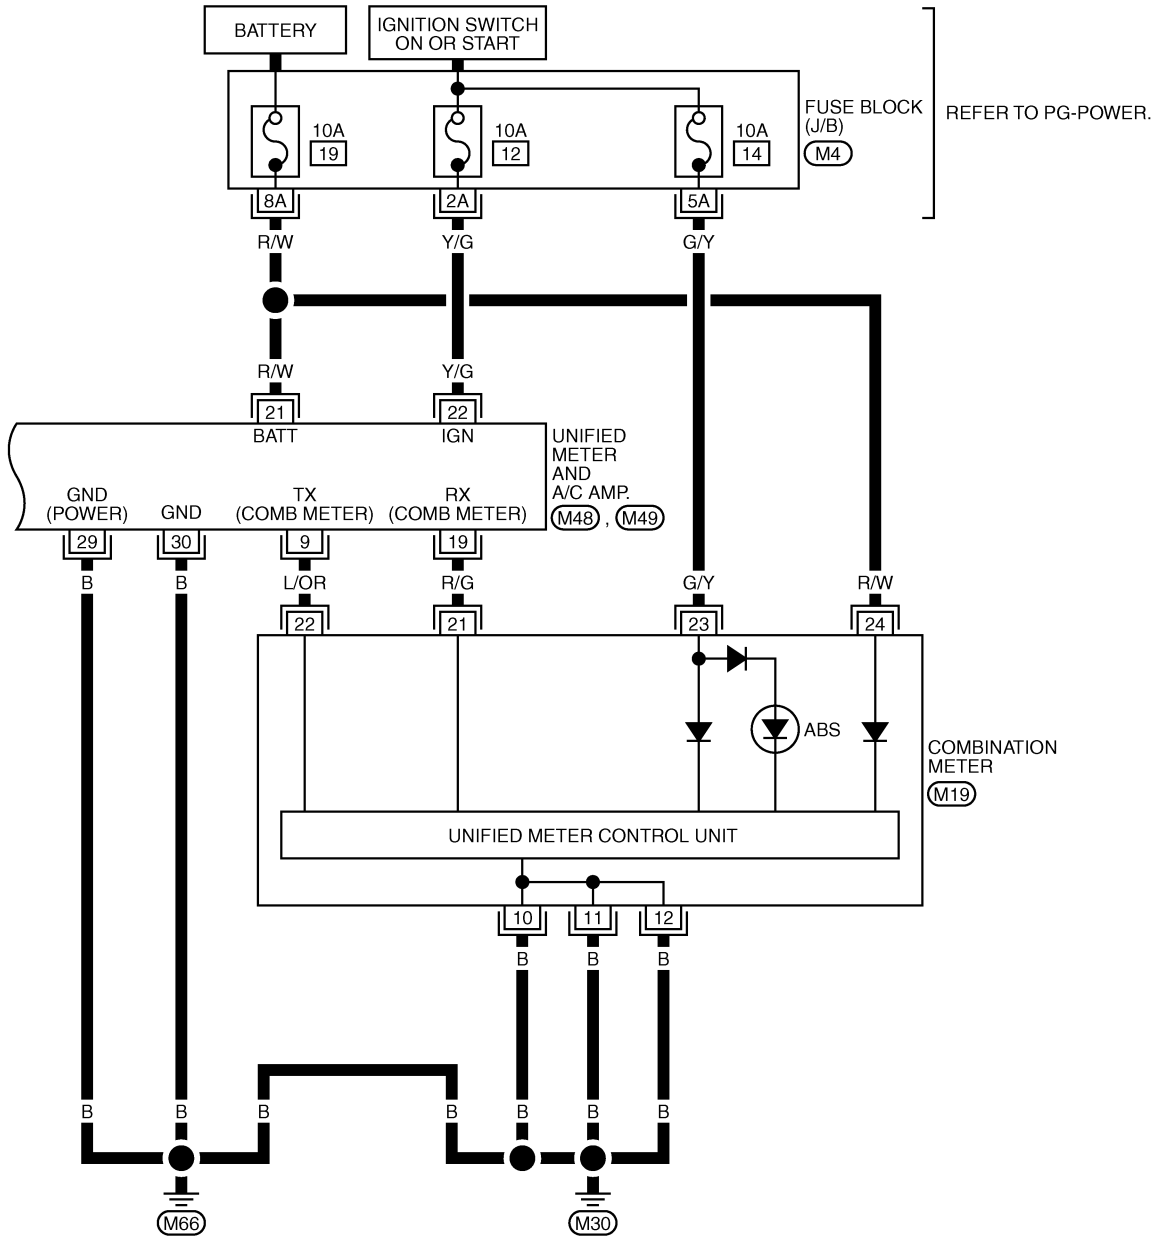 BATTERY
IGNITION SWITCH
ON OR START
FUSE BLOCK
(J/B)
M4
REFER TO PG-POWER.
10A
19
10A
12
10A
14
8A
2A
5A
R/W
Y/G
G/Y
R/W
Y/G
21
22
BATT
IGN
UNIFIED
METER
AND
A/C AMP.
M48 , M49
GND
(POWER)
GND
TX
(COMB METER)
RX
(COMB METER)
29
30
9
19
B
B
L/OR
R/G
G/Y
R/W
22
21
23
24
ABS
COMBINATION
METER
M19
UNIFIED METER CONTROL UNIT
10
11
12
B
B
B
B
B
B
B
B
B
B
M66
M30